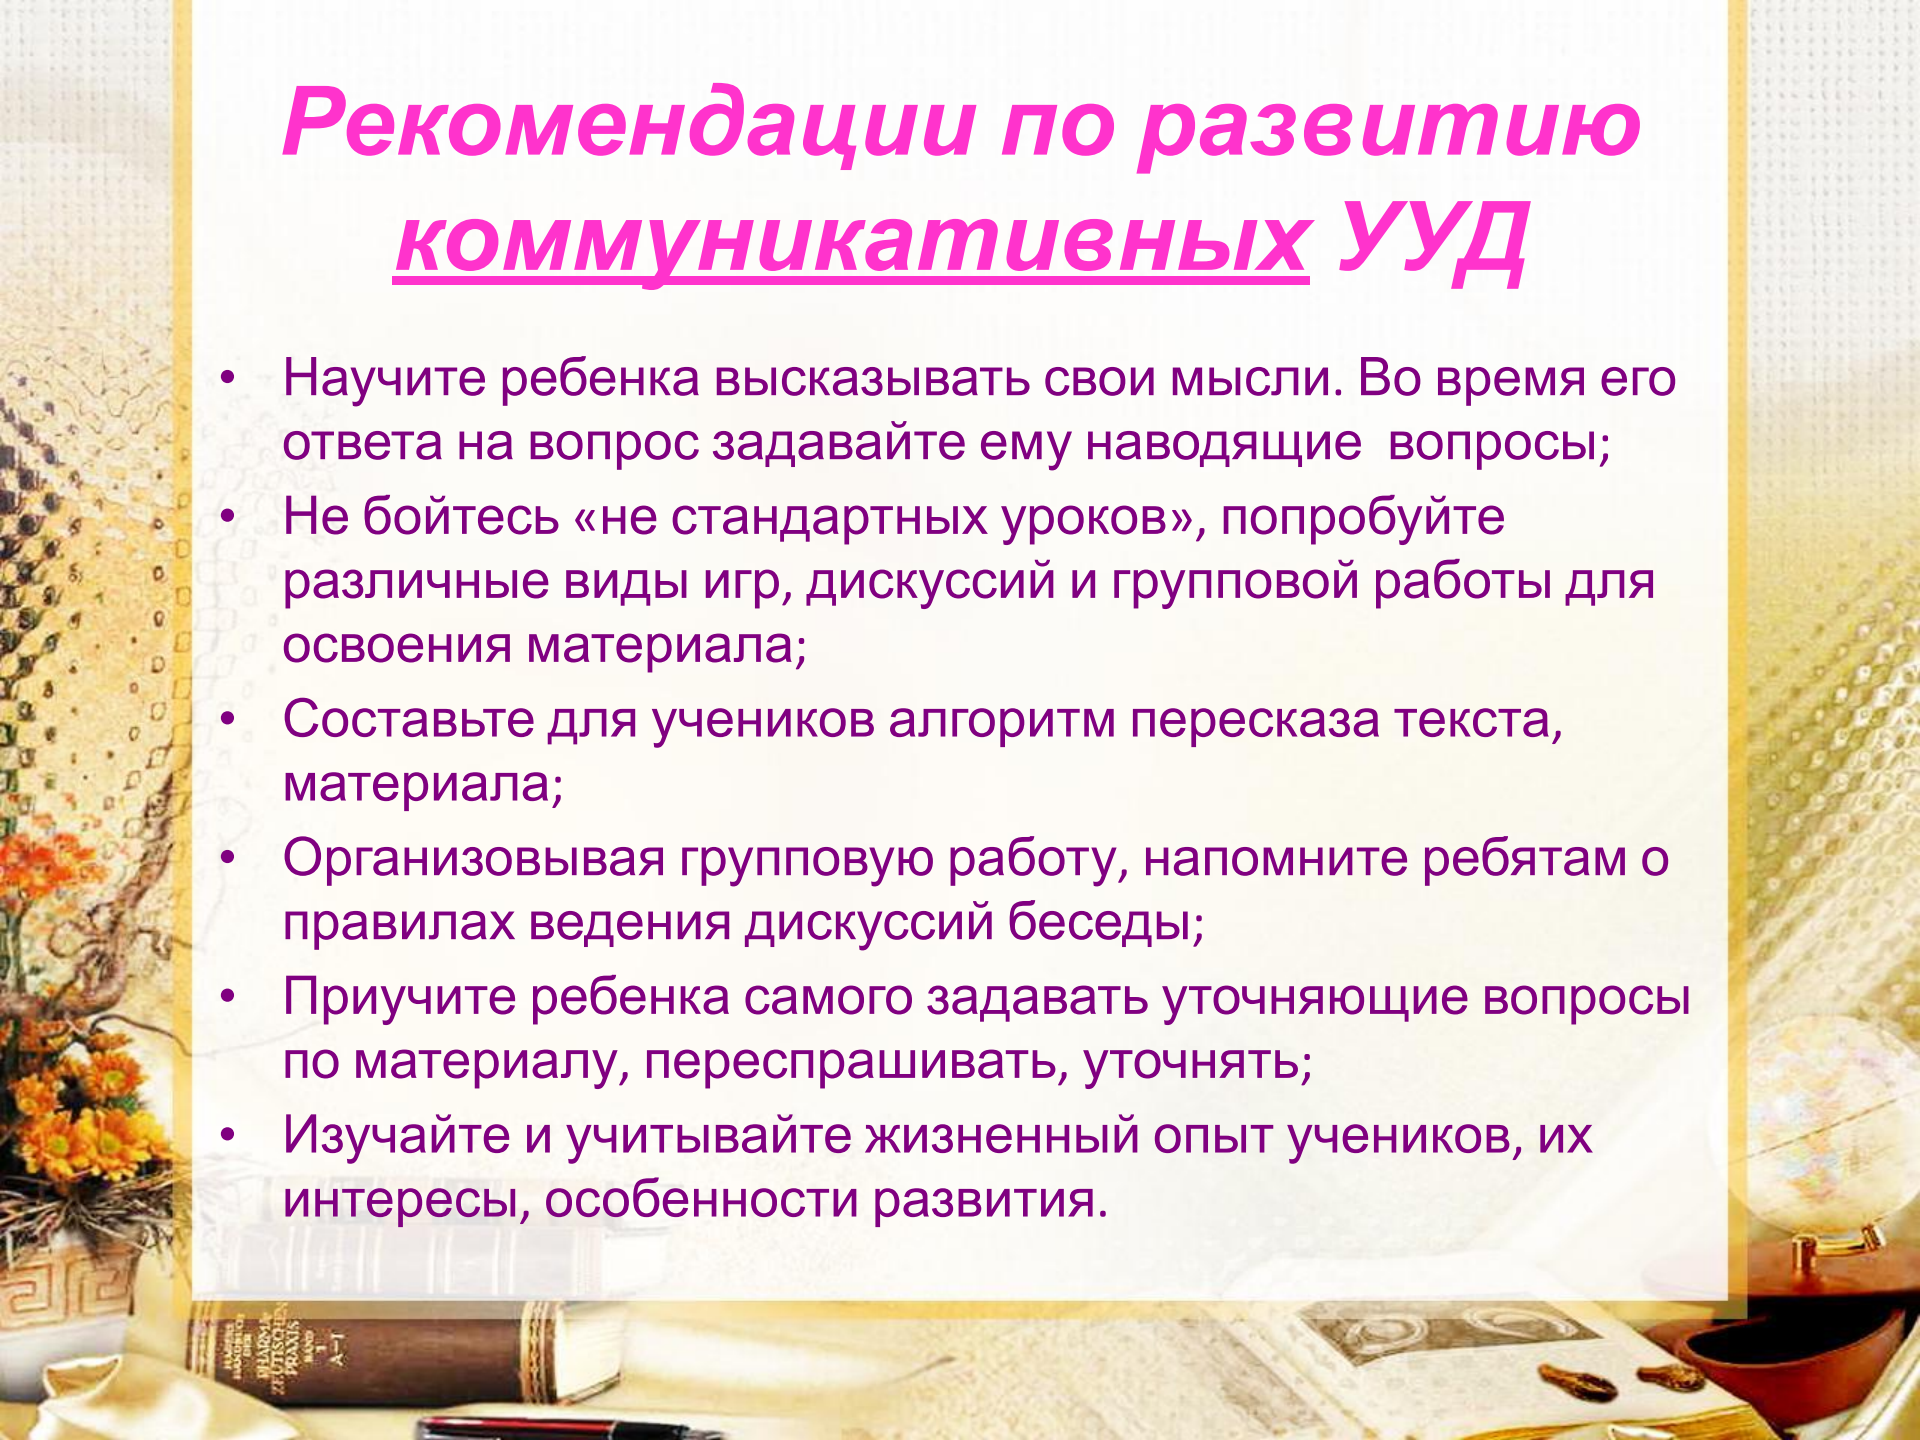 Рекомендации по развитию
коммуникативных УУД
• Научите ребенка высказывать свои мысли. Во время его
ответа на вопрос задавайте ему наводящие  вопросы;
• Не бойтесь «не стандартных уроков», попробуйте
различные виды игр, дискуссий и групповой работы для
освоения материала;
• Составьте для учеников алгоритм пересказа текста,
материала;
• Организовывая групповую работу, напомните ребятам о
правилах ведения дискуссий беседы;
• Приучите ребенка самого задавать уточняющие вопросы
по материалу, переспрашивать, уточнять;
• Изучайте и учитывайте жизненный опыт учеников, их
интересы, особенности развития.
PRAXIS
BAND
1
A–I